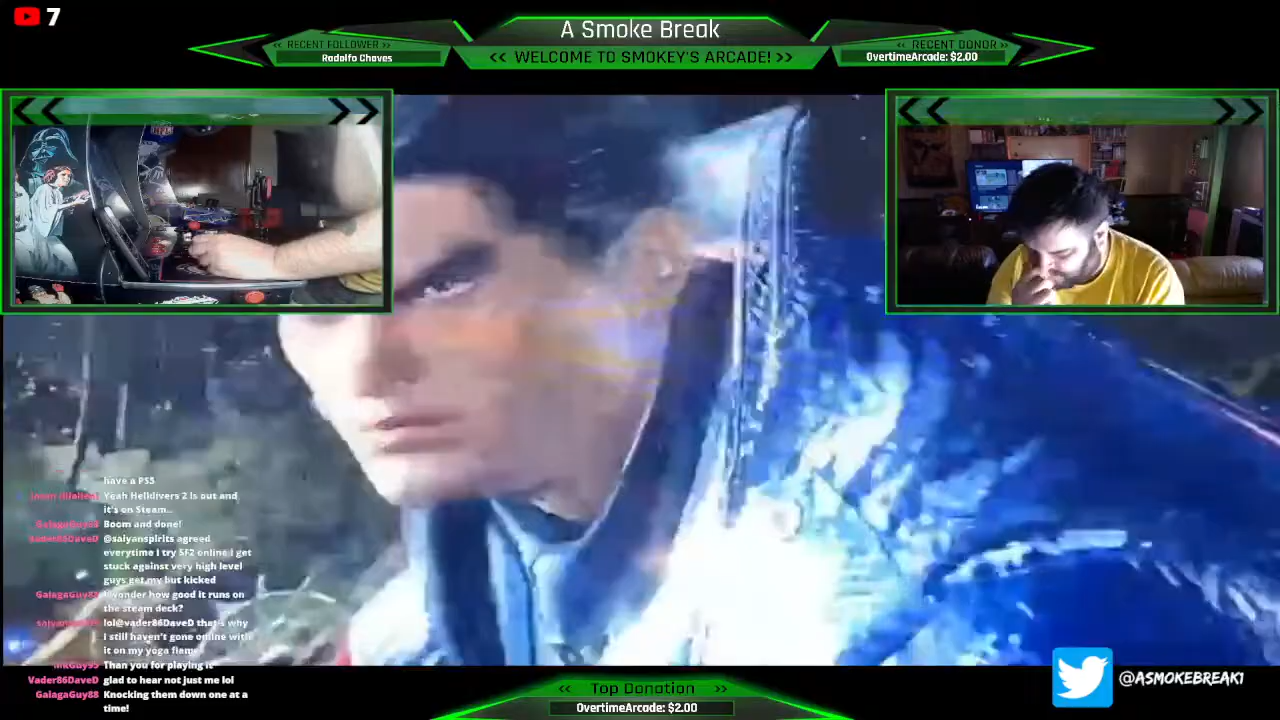 7
A Smoke Break
<< RECENT FOLLOWER >>
Rodolfo Chaves
<< WELCOME TO SMOKEY'S ARCADE! >>
<< RECENT DONOR >>
OvertimeArcade: $2.00
have a PS5
Yeah Helldivers 2 is out and
it's on Steam..
GalagaGuy88 Boom and done!
Vader86DaveD @saiyanspirits agreed
everytime i try SF2 online i get
stuck against very high level
guys get my but kicked
GalagaGuy88 wonder how good it runs on
the steam deck?
lol@vader86DaveD that's why
I still haven't gone online with
it on my yoga flame
Than you for playing it
Vader86DaveD glad to hear not just me lol
GalagaGuy88 Knocking them down one at a
time!
@ASMOKEBREAK1
<< Top Donation >>
OvertimeArcade: $2.00